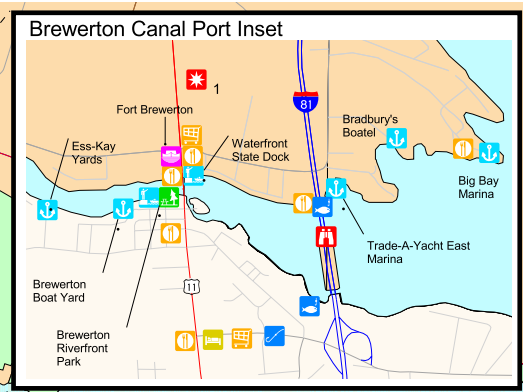 Brewerton Canal Port Inset
1
81
Fort Brewerton
Bradbury's
Boatel
Ess-Kay
Yards
Waterfront
State Dock
Big Bay
Marina
Trade-A-Yacht East
Marina
Brewerton
Boat Yard
11
Brewerton
Riverfront
Park